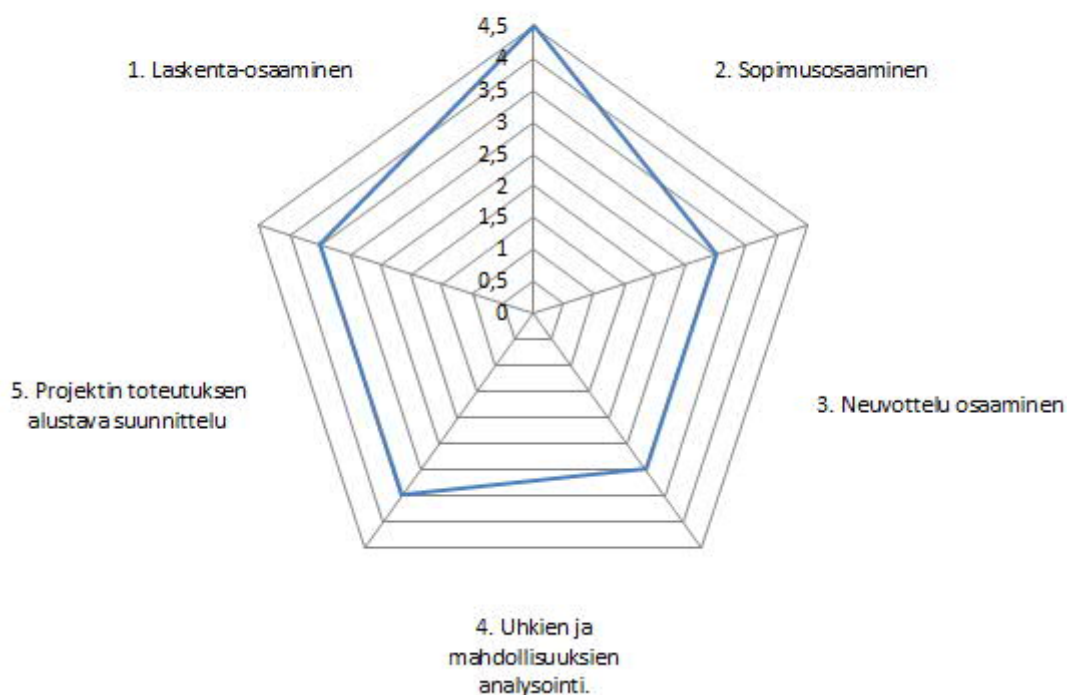 4,5
1. Laskenta-osaaminen
2. Sopimusosaaminen
4
3,5
3
2,5
2
1,5
1
0,5
0
5. Projektin toteutuksen
alustava suunnittelu
3. Neuvottelu osaaminen
4. Uhkien ja
mahdollisuuksien
analysointi.